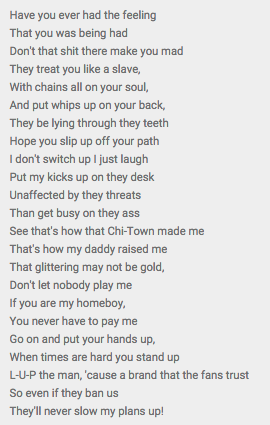 Have you ever had the feeling
That you was being had
Don't that shit there make you mad
They treat you like a slave,
With chains all on your soul,
And put whips up on your back,
They be lying through they teeth
Hope you slip up off your path
I don't switch up I just laugh
Put my kicks up on they desk
Unaffected by they threats
Than get busy on they ass
See that's how that Chi-Town made me
That's how my daddy raised me
That glittering may not be gold,
Don't let nobody play me
If you are my homeboy,
You never have to pay me
Go on and put your hands up,
When times are hard you stand up
L-U-P the man, 'cause a brand that the fans trust
So even if they ban us
They'll never slow my plans up!